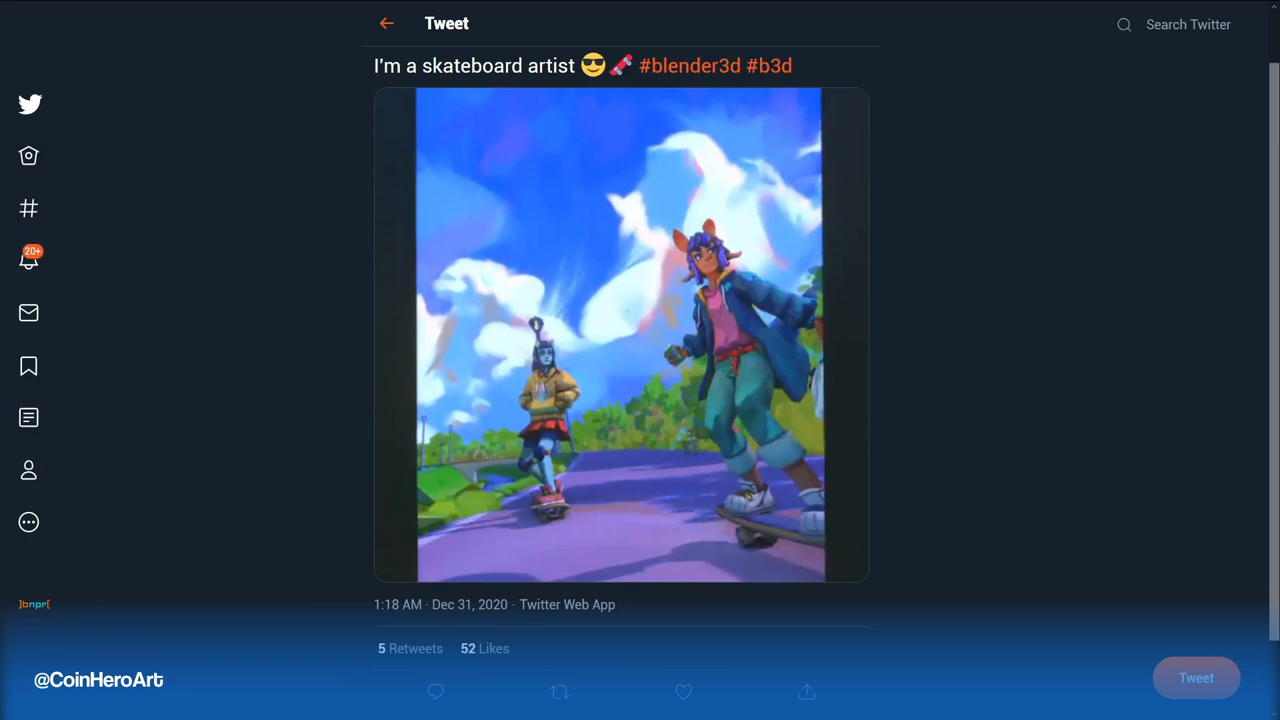 Tweet
Search Twitter
I'm a skateboard artist 😎🛹 #blender3d #b3d
20+
1:18 AM · Dec 31, 2020 · Twitter Web App
]bnpr[
5 Retweets 52 Likes
@CoinHeroArt
Tweet